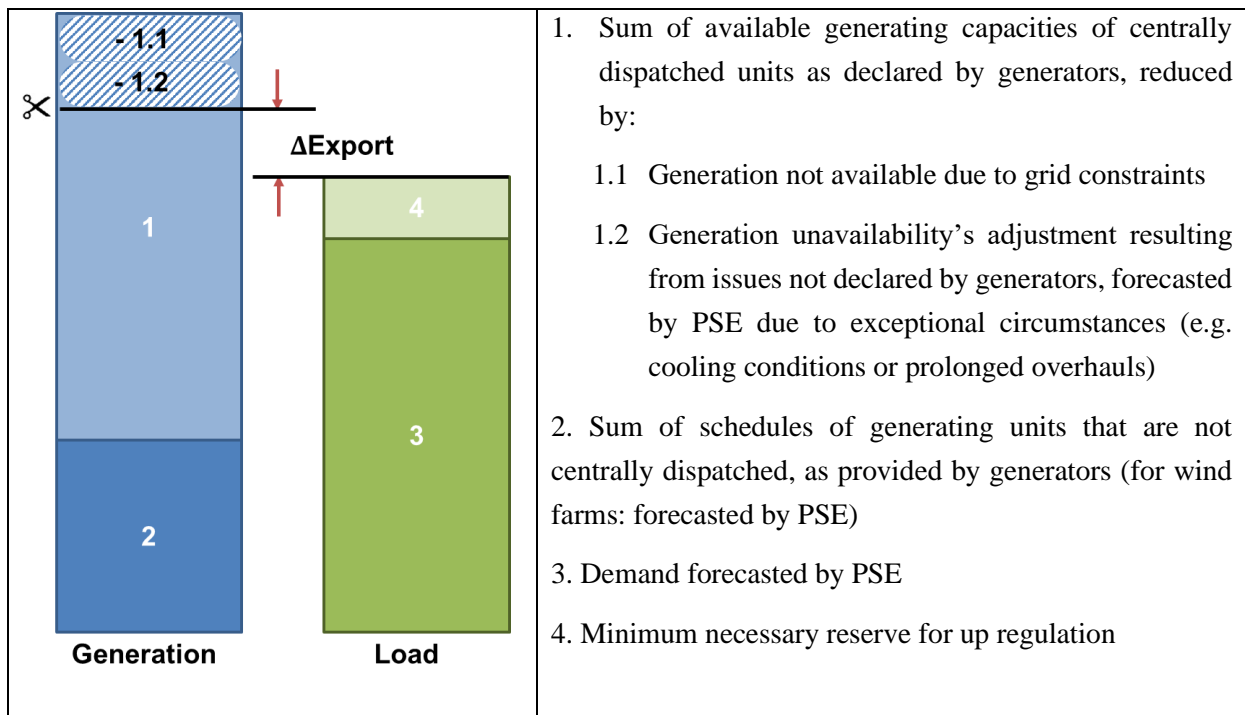 - 1.1
- 1.2
ΔExport
1
4
3
2
Generation
Load
1. Sum of available generating capacities of centrally
dispatched units as declared by generators, reduced
by:
1.1 Generation not available due to grid constraints
1.2 Generation unavailability’s adjustment resulting
from issues not declared by generators, forecasted
by PSE due to exceptional circumstances (e.g.
cooling conditions or prolonged overhauls)
2. Sum of schedules of generating units that are not
centrally dispatched, as provided by generators (for wind
farms: forecasted by PSE)
3. Demand forecasted by PSE
4. Minimum necessary reserve for up regulation